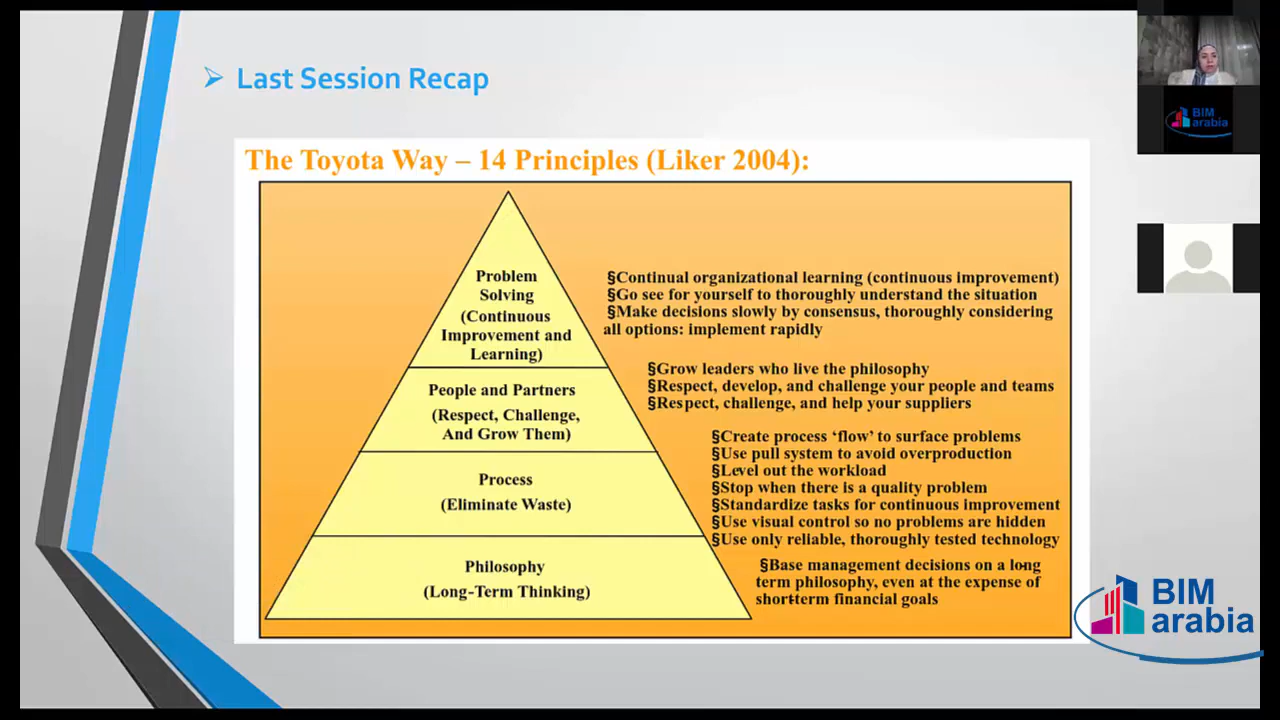 Last Session Recap
The Toyota Way – 14 Principles (Liker 2004):
Problem
Solving
(Continuous
Improvement and
Learning)
§Continual organizational learning (continuous improvement)
§Go see for yourself to thoroughly understand the situation
§Make decisions slowly by consensus, thoroughly considering
all options: implement rapidly
People and Partners
(Respect, Challenge,
And Grow Them)
§Grow leaders who live the philosophy
§Respect, develop, and challenge your people and teams
§Respect, challenge, and help your suppliers
Process
(Eliminate Waste)
§Create process ‘flow’ to surface problems
§Use pull system to avoid overproduction
§Level out the workload
§Stop when there is a quality problem
§Standardize tasks for continuous improvement
§Use visual control so no problems are hidden
§Use only reliable, thoroughly tested technology
Philosophy
(Long-Term Thinking)
§Base management decisions on a long
term philosophy, even at the expense of
short-term financial goals
BIM
arabia
BIM
arabia